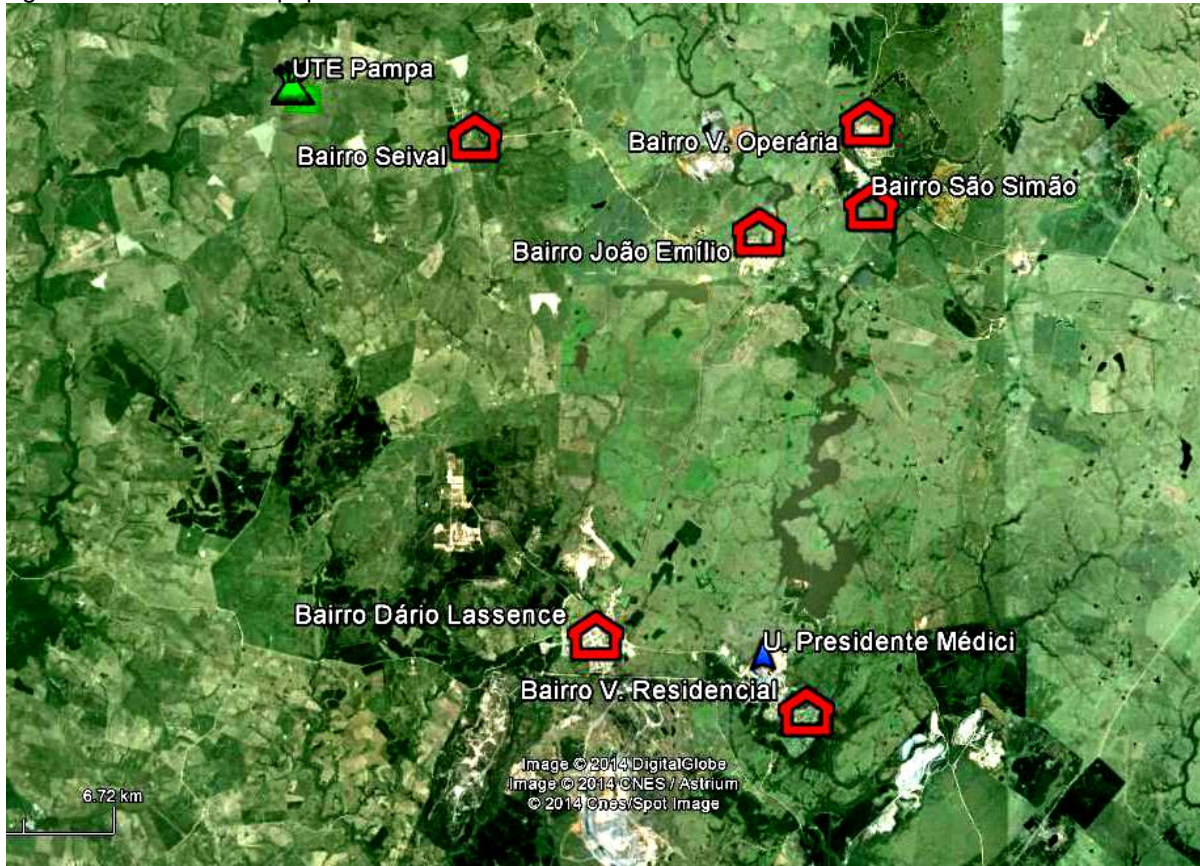 UTE Pampa
Bairro Seival
Bairro V. Operária
Bairro São Simão
Bairro João Emílio
Bairro Dário Lassence
U. Presidente Médici
Bairro V. Residencial
Image © 2014 DigitalGlobe
Image © 2014 CNES / Astrium
© 2014 Cnes/Spot Image
6.72 km